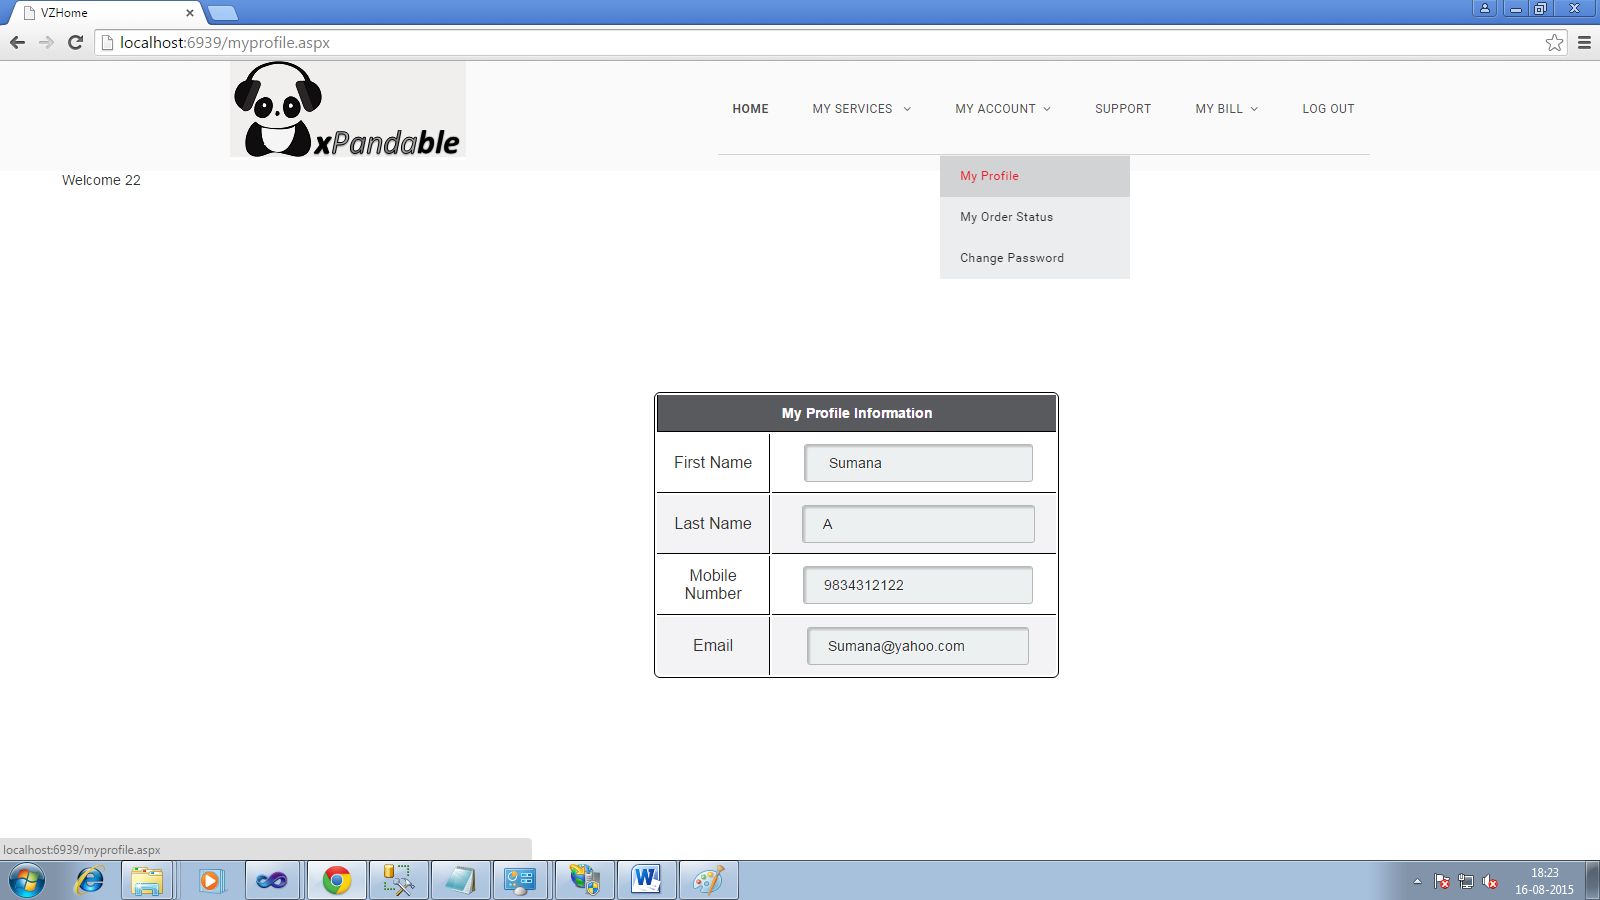 VZHome
localhost:6939/myprofile.aspx
xPandable
HOME MY SERVICES MY ACCOUNT SUPPORT MY BILL LOG OUT
Welcome 22
My Profile
My Order Status
Change Password
My Profile Information
First Name Sumana
Last Name A
Mobile Number 9834312122
Email Sumana@yahoo.com
localhost:6939/myprofile.aspx
18:23
16-08-2015